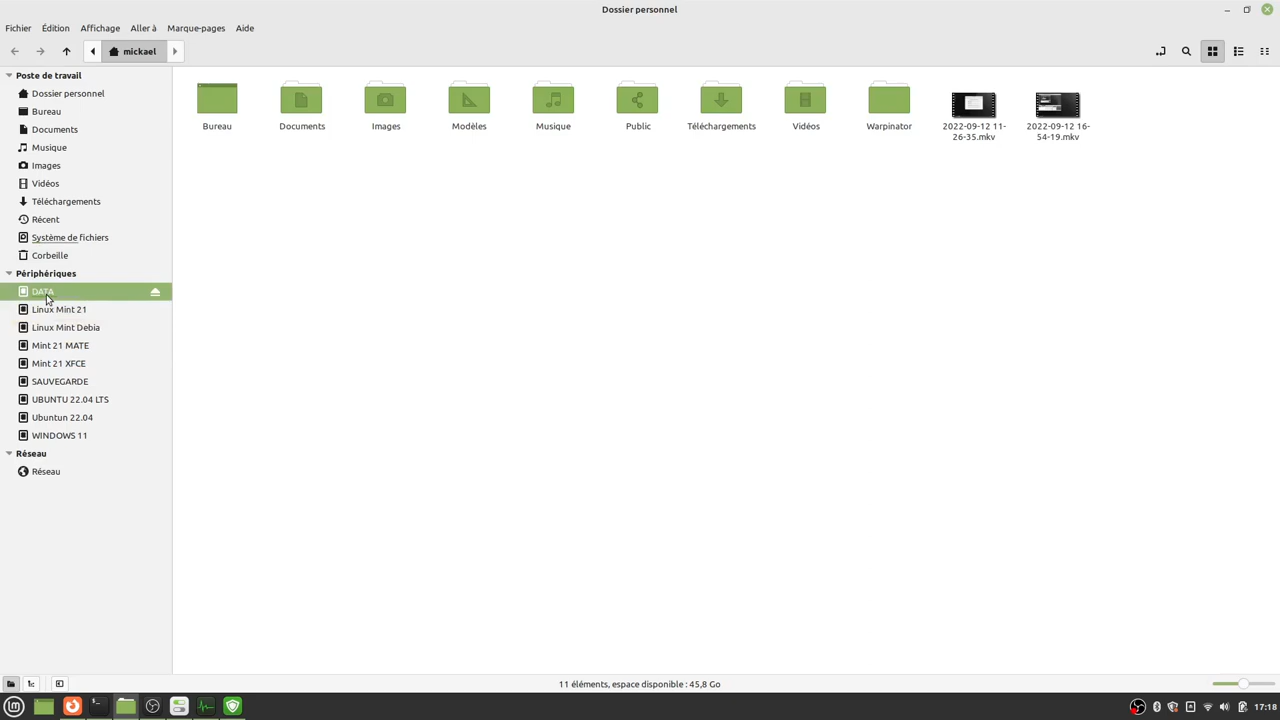 Dossier personnel
Fichier Édition Affichage Aller à Marque-pages Aide
mickael
Poste de travail
Dossier personnel
Bureau
Documents
Musique
Images
Vidéos
Téléchargements
Récent
Système de fichiers
Corbeille
Périphériques
DATA
Linux Mint 21
Linux Mint Debia
Mint 21 MATE
Mint 21 XFCE
SAUVEGARDE
UBUNTU 22.04 LTS
Ubuntun 22.04
WINDOWS 11
Réseau
Réseau
Bureau Documents Images Modèles Musique Public Téléchargements Vidéos Warpinator 2022-09-12 11-26-35.mkv 2022-09-12 16-54-19.mkv
11 éléments, espace disponible : 45,8 Go
17:18